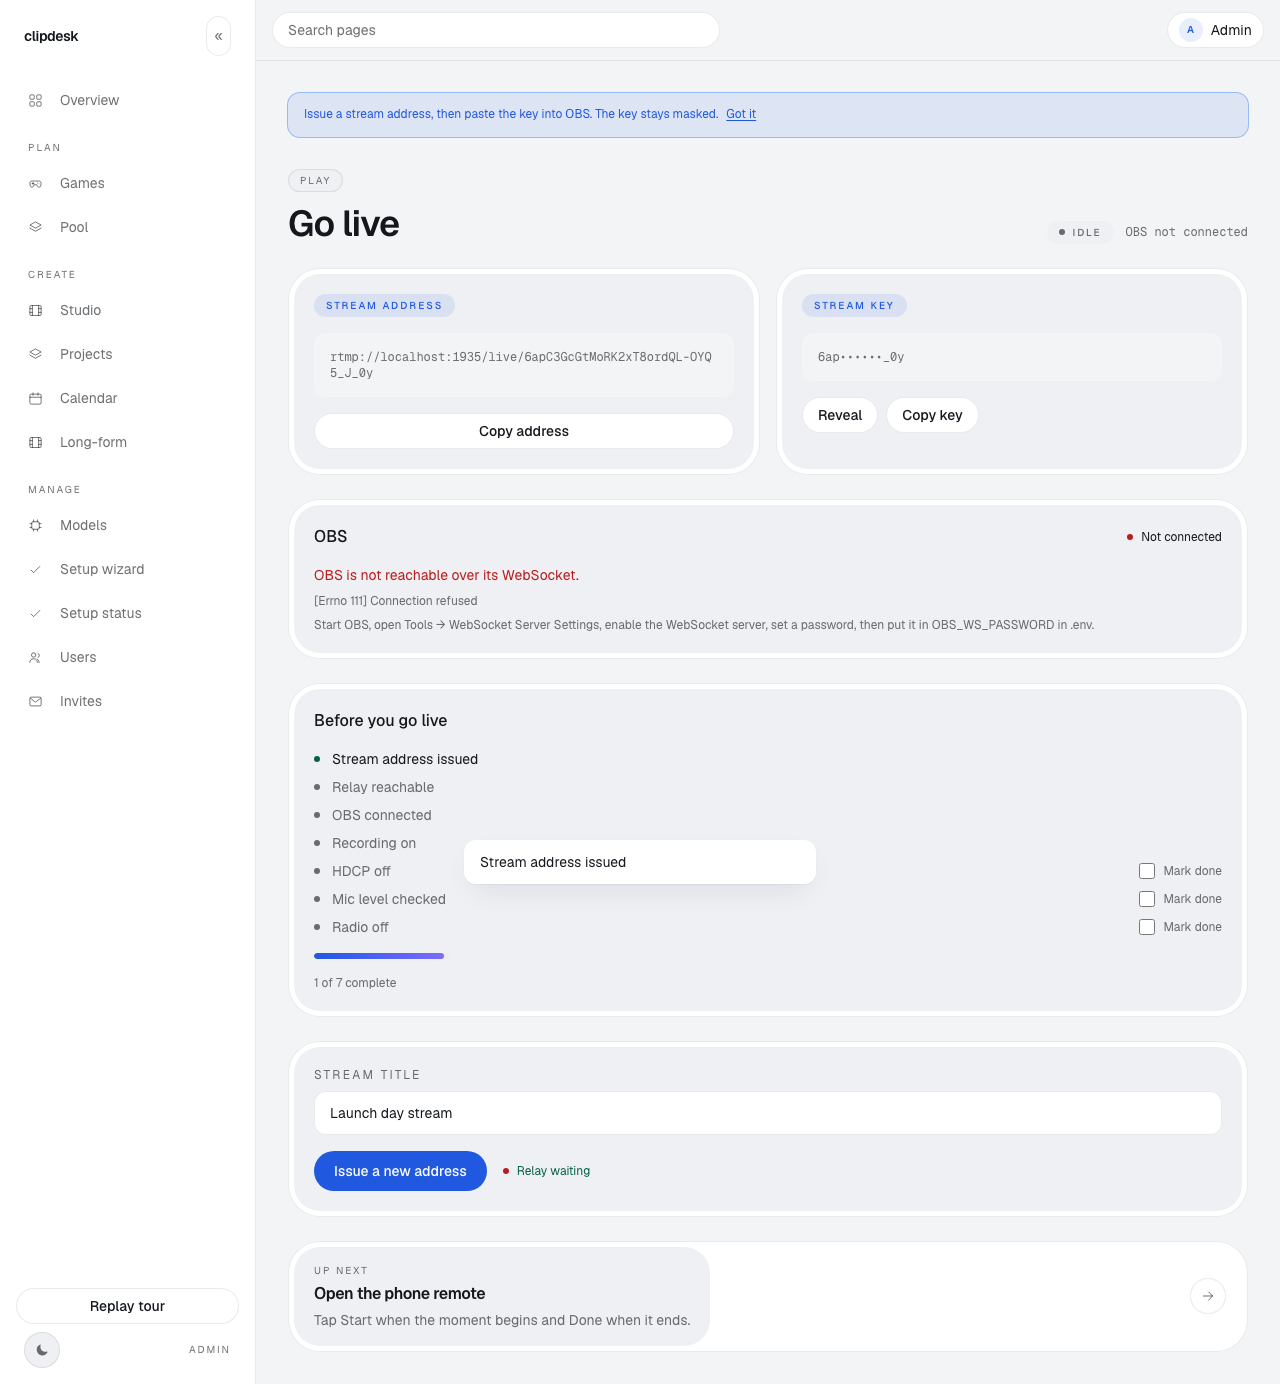 clipdesk
«
Search pages
A
Admin
Overview
PLAN
Games
Pool
CREATE
Studio
Projects
Calendar
Long-form
MANAGE
Models
Setup wizard
Setup status
Users
Invites
Replay tour
ADMIN
Issue a stream address, then paste the key into OBS. The key stays masked. Got it
PLAY
Go live
IDLE
OBS not connected
STREAM ADDRESS
rtmp://localhost:1935/live/6apC3GcGtMoRK2xT8ordQL-OYQ
5_J_0y
Copy address
STREAM KEY
6ap••••••_0y
Reveal
Copy key
OBS
Not connected
OBS is not reachable over its WebSocket.
[Errno 111] Connection refused
Start OBS, open Tools → WebSocket Server Settings, enable the WebSocket server, set a password, then put it in OBS_WS_PASSWORD in .env.
Before you go live
Stream address issued
Relay reachable
OBS connected
Recording on
Stream address issued
HDCP off
Mark done
Mic level checked
Mark done
Radio off
Mark done
1 of 7 complete
STREAM TITLE
Launch day stream
Issue a new address
Relay waiting
UP NEXT
Open the phone remote
Tap Start when the moment begins and Done when it ends.